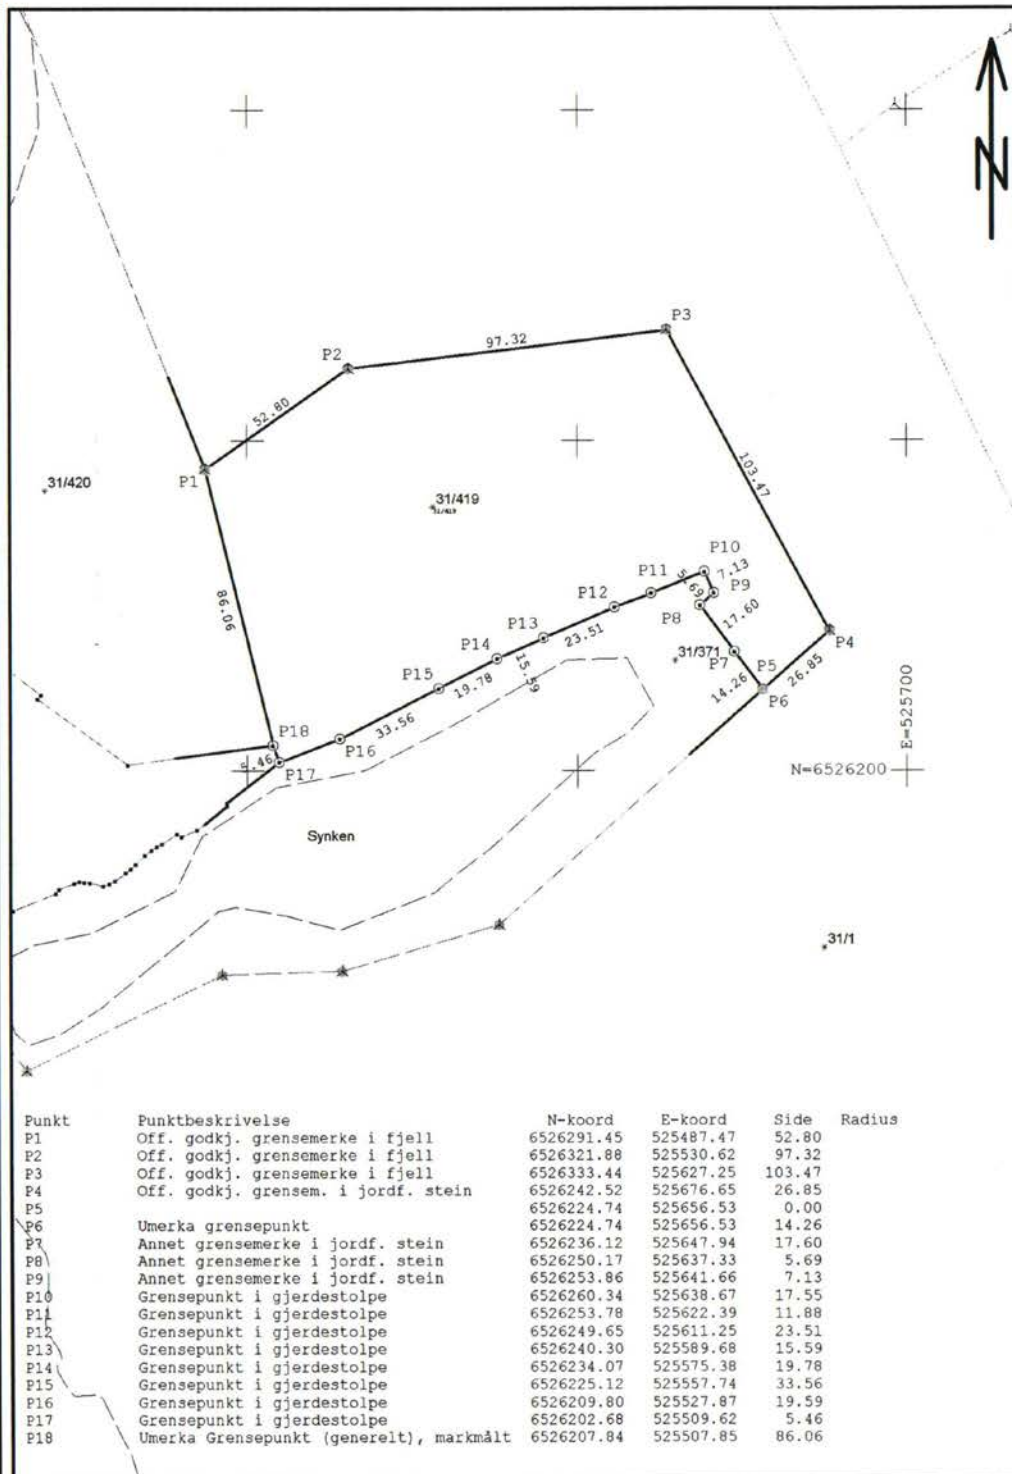 N
P3
97.32
P2
52.80
P1
31/420
31/419
31/419
103.47
86.06
P10
7.13
5.69
P9
P11
P12
P8
17.60
P13
23.51
P14
15.59
31/371
P7
P4
P5
26.85
P15
19.78
14.26
P6
33.56
E=525700
P18
P16
5.46
P17
N=6526200
Synken
31/1
Punkt Punktbeskrivelse N-koord E-koord Side Radius
P1 Off. godkj. grensemerke i fjell 6526291.45 525487.47 52.80
P2 Off. godkj. grensemerke i fjell 6526321.88 525530.62 97.32
P3 Off. godkj. grensemerke i fjell 6526333.44 525627.25 103.47
P4 Off. godkj. grensem. i jordf. stein 6526242.52 525676.65 26.85
P5 6526224.74 525656.53 0.00
P6 Umerka grensepunkt 6526224.74 525656.53 14.26
P7 Annet grensemerke i jordf. stein 6526236.12 525647.94 17.60
P8 Annet grensemerke i jordf. stein 6526250.17 525637.33 5.69
P9 Annet grensemerke i jordf. stein 6526253.86 525641.66 7.13
P10 Grensepunkt i gjerdestolpe 6526260.34 525638.67 17.55
P11 Grensepunkt i gjerdestolpe 6526253.78 525622.39 11.88
P12 Grensepunkt i gjerdestolpe 6526249.65 525611.25 23.51
P13 Grensepunkt i gjerdestolpe 6526240.30 525589.68 15.59
P14 Grensepunkt i gjerdestolpe 6526234.07 525575.38 19.78
P15 Grensepunkt i gjerdestolpe 6526225.12 525557.74 33.56
P16 Grensepunkt i gjerdestolpe 6526209.80 525527.87 19.59
P17 Grensepunkt i gjerdestolpe 6526202.68 525509.62 5.46
P18 Umerka Grensepunkt (generelt), markmålt 6526207.84 525507.85 86.06